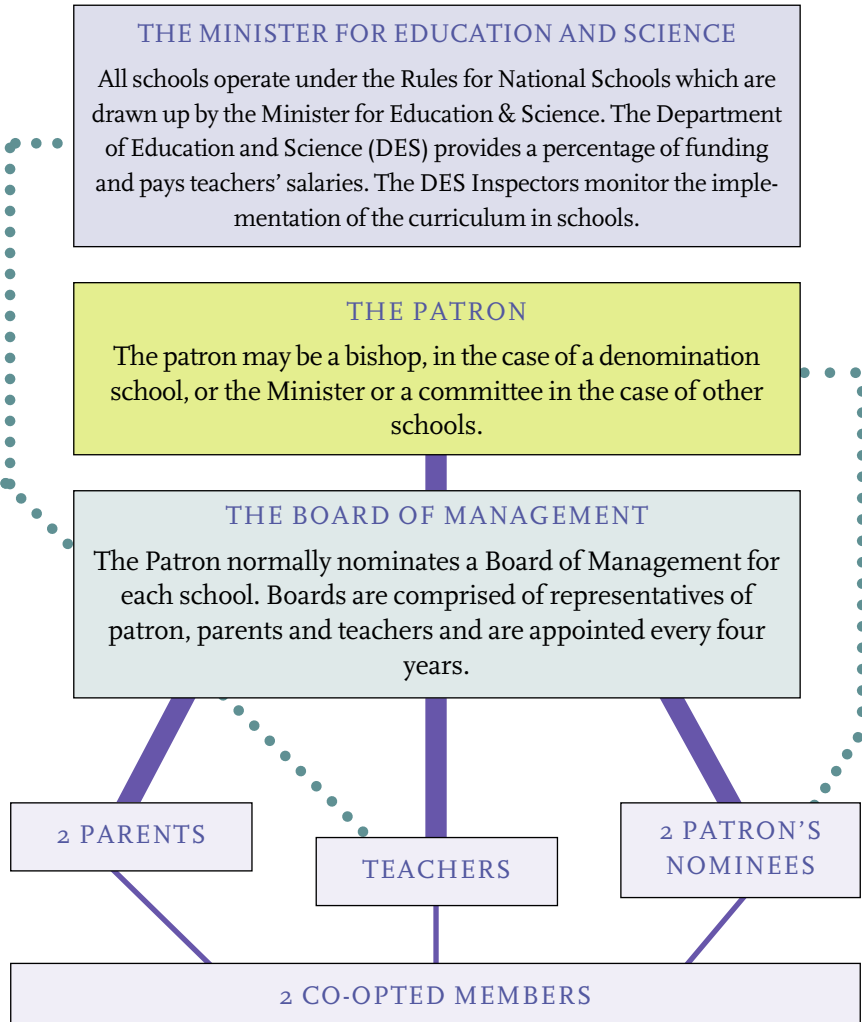 THE MINISTER FOR EDUCATION AND SCIENCE
All schools operate under the Rules for National Schools which are
drawn up by the Minister for Education & Science. The Department
of Education and Science (DES) provides a percentage of funding
and pays teachers' salaries. The DES Inspectors monitor the imple-
mentation of the curriculum in schools.
THE PATRON
The patron may be a bishop, in the case of a denomination
school, or the Minister or a committee in the case of other
schools.
THE BOARD OF MANAGEMENT
The Patron normally nominates a Board of Management for
each school. Boards are comprised of representatives of
patron, parents and teachers and are appointed every four
years.
2 PARENTS
TEACHERS
2 PATRON'S
NOMINEES
2 CO-OPTED MEMBERS